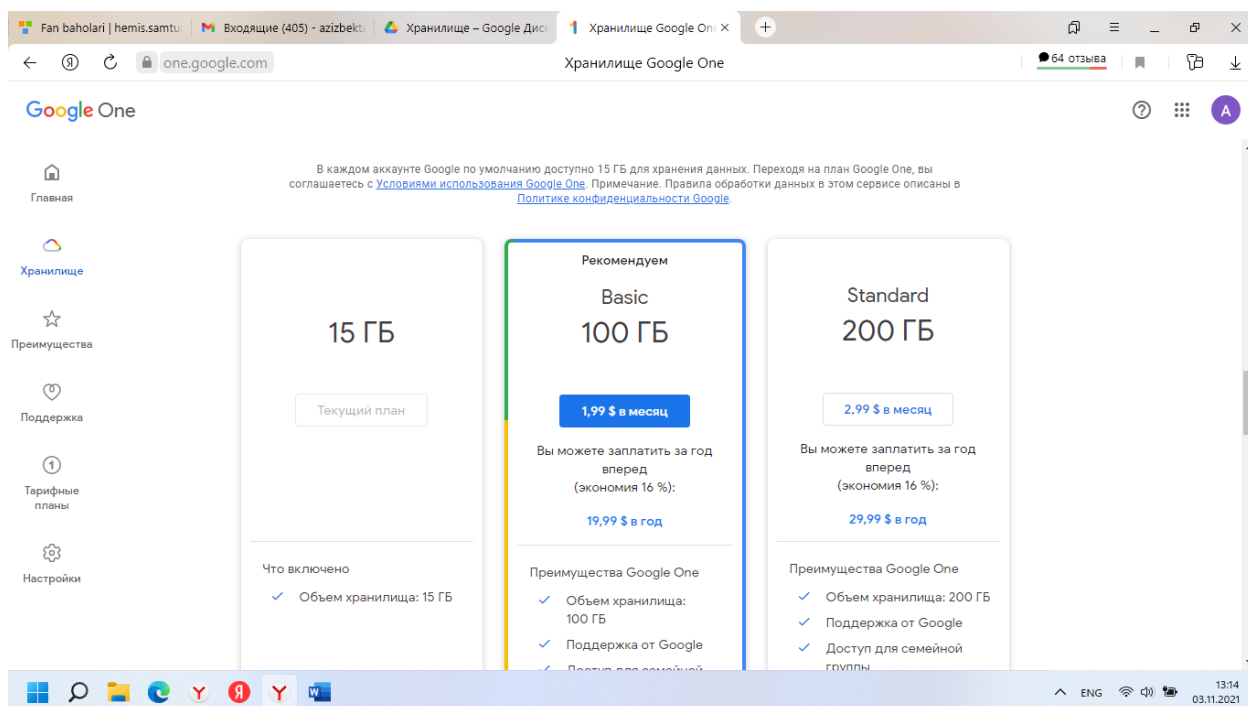 Fan baholari | hemis.samtu
Входящие (405) - azizbekt
Хранилище – Google Диск
Хранилище Google One
one.google.com
Хранилище Google One
64 отзыва
Google One
A
Главная
Хранилище
Преимущества
Поддержка
Тарифные
планы
Настройки
В каждом аккаунте Google по умолчанию доступно 15 ГБ для хранения данных. Переходя на план Google One, вы
соглашаетесь с Условиями использования Google One. Примечание. Правила обработки данных в этом сервисе описаны в
Политике конфиденциальности Google.
15 ГБ
Текущий план
Что включено
Объем хранилища: 15 ГБ
Рекомендуем
Basic
100 ГБ
1,99 $ в месяц
Вы можете заплатить за год
вперед
(экономия 16 %):
19,99 $ в год
Преимущества Google One
Объем хранилища:
100 ГБ
Поддержка от Google
Доступ для семейной
Standard
200 ГБ
2,99 $ в месяц
Вы можете заплатить за год
вперед
(экономия 16 %):
29,99 $ в год
Преимущества Google One
Объем хранилища: 200 ГБ
Поддержка от Google
Доступ для семейной
группы
ENG
13:14
03.11.2021